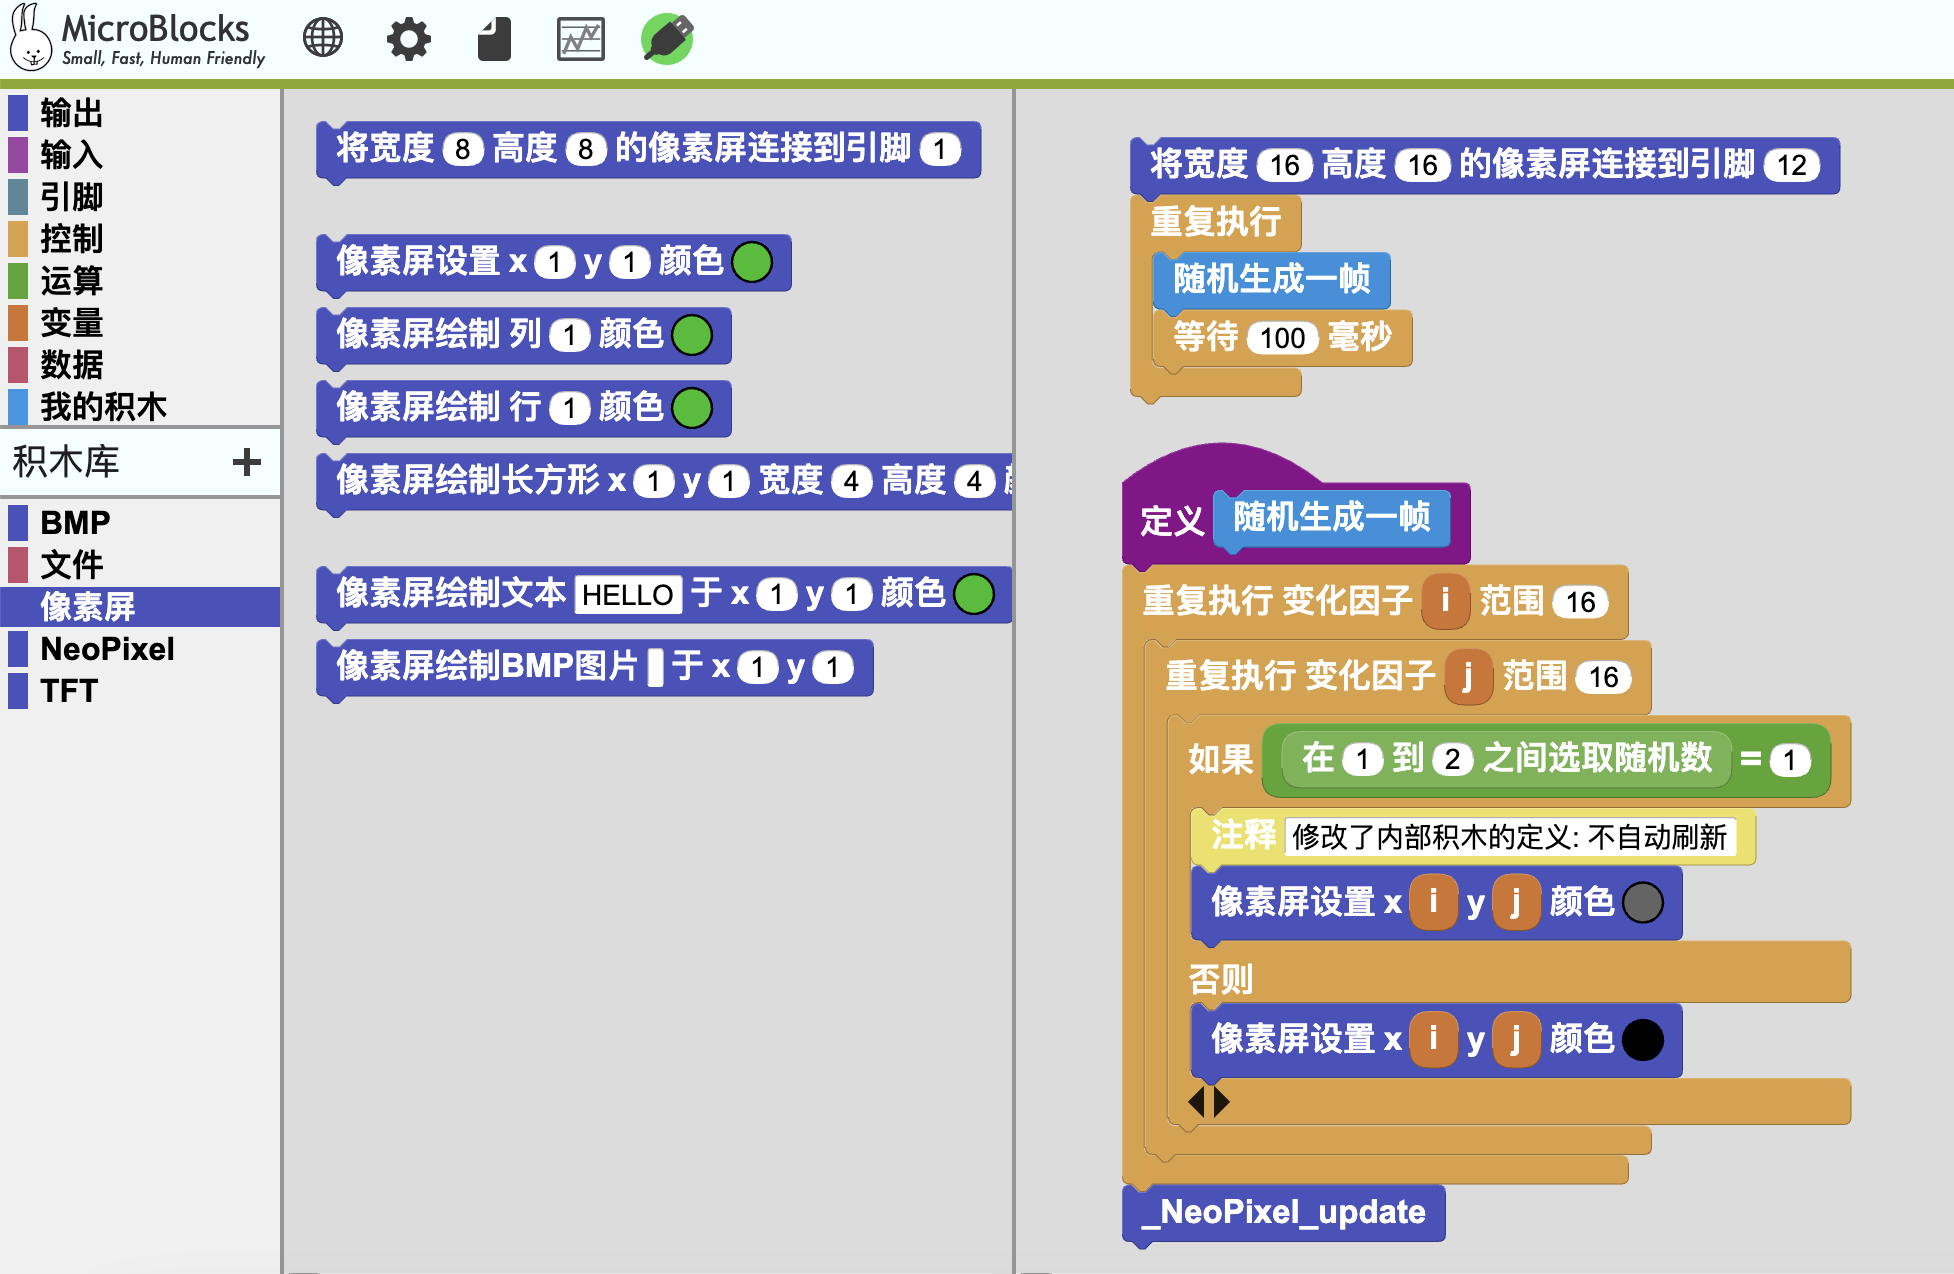 MicroBlocks
Small, Fast, Human Friendly
输出
输入
引脚
控制
运算
变量
数据
我的积木
积木库 +
BMP
文件
像素屏
NeoPixel
TFT
将宽度 8 高度 8 的像素屏连接到引脚 1
像素屏设置 x 1 y 1 颜色
像素屏绘制 列 1 颜色
像素屏绘制 行 1 颜色
像素屏绘制长方形 x 1 y 1 宽度 4 高度 4
像素屏绘制文本 HELLO 于 x 1 y 1 颜色
像素屏绘制BMP图片 于 x 1 y 1
将宽度 16 高度 16 的像素屏连接到引脚 12
重复执行
随机生成一帧
等待 100 毫秒
定义 随机生成一帧
重复执行 变化因子 i 范围 16
重复执行 变化因子 j 范围 16
如果 在 1 到 2 之间选取随机数 = 1
注释 修改了内部积木的定义: 不自动刷新
像素屏设置 x i y j 颜色
否则
像素屏设置 x i y j 颜色
_NeoPixel_update